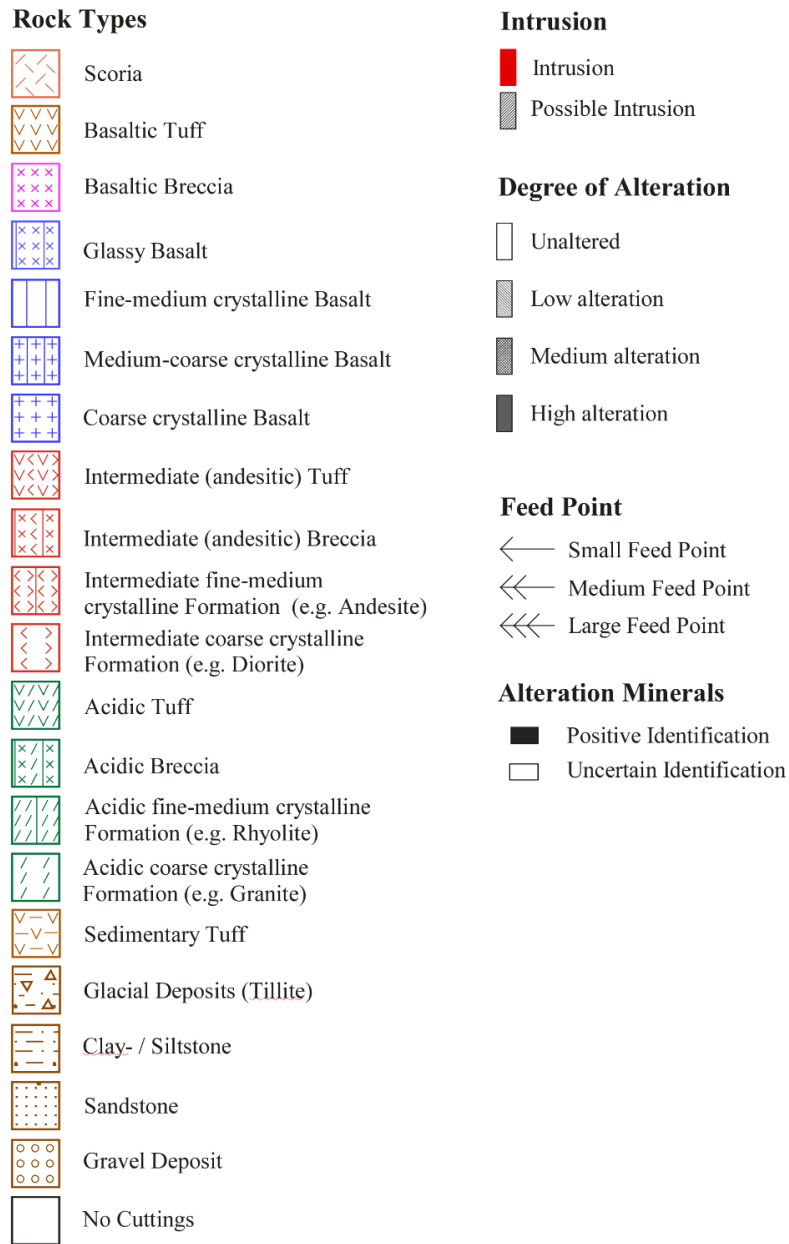 Rock Types
Scoria
Basaltic Tuff
Basaltic Breccia
Glassy Basalt
Fine-medium crystalline Basalt
Medium-coarse crystalline Basalt
Coarse crystalline Basalt
Intermediate (andesitic) Tuff
Intermediate (andesitic) Breccia
Intermediate fine-medium
crystalline Formation (e.g. Andesite)
Intermediate coarse crystalline
Formation (e.g. Diorite)
Acidic Tuff
Acidic Breccia
Acidic fine-medium crystalline
Formation (e.g. Rhyolite)
Acidic coarse crystalline
Formation (e.g. Granite)
Sedimentary Tuff
Glacial Deposits (Tillite)
Clay- / Siltstone
Sandstone
Gravel Deposit
No Cuttings
Intrusion
Intrusion
Possible Intrusion
Degree of Alteration
Unaltered
Low alteration
Medium alteration
High alteration
Feed Point
Small Feed Point
Medium Feed Point
Large Feed Point
Alteration Minerals
Positive Identification
Uncertain Identification